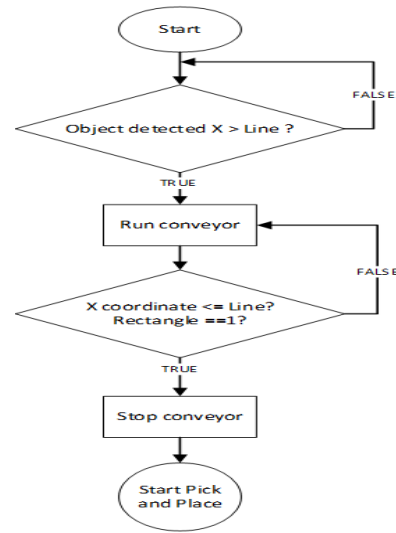 Start
FALSE
Object detected X > Line ?
TRUE
Run conveyor
FALSE
X coordinate <= Line?
Rectangle ==1?
TRUE
Stop conveyor
Start Pick
and Place